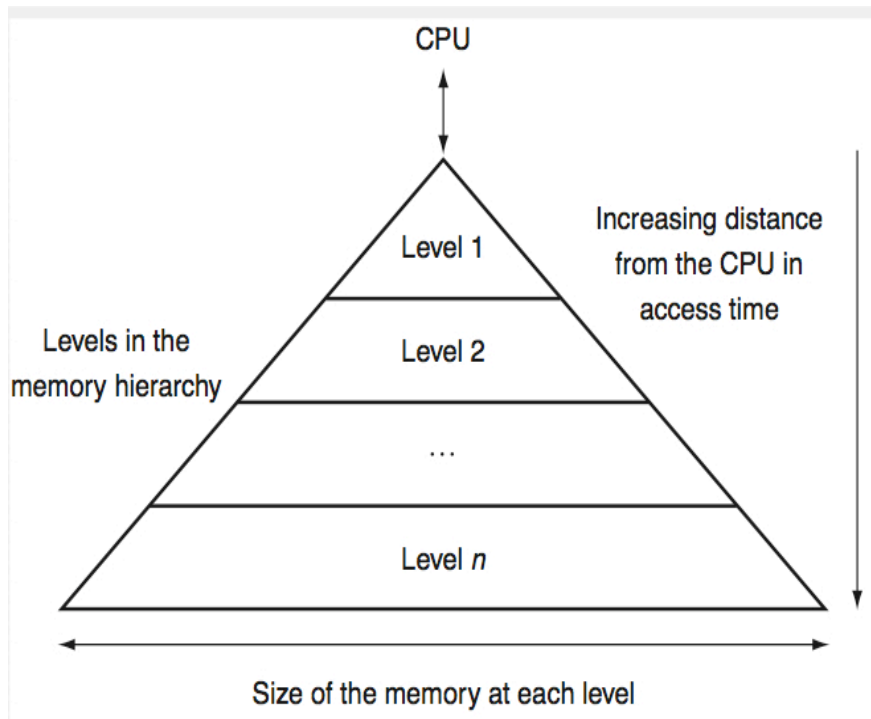 CPU
Level 1
Increasing distance
from the CPU in
access time
Levels in the
memory hierarchy
Level 2
...
Level n
Size of the memory at each level